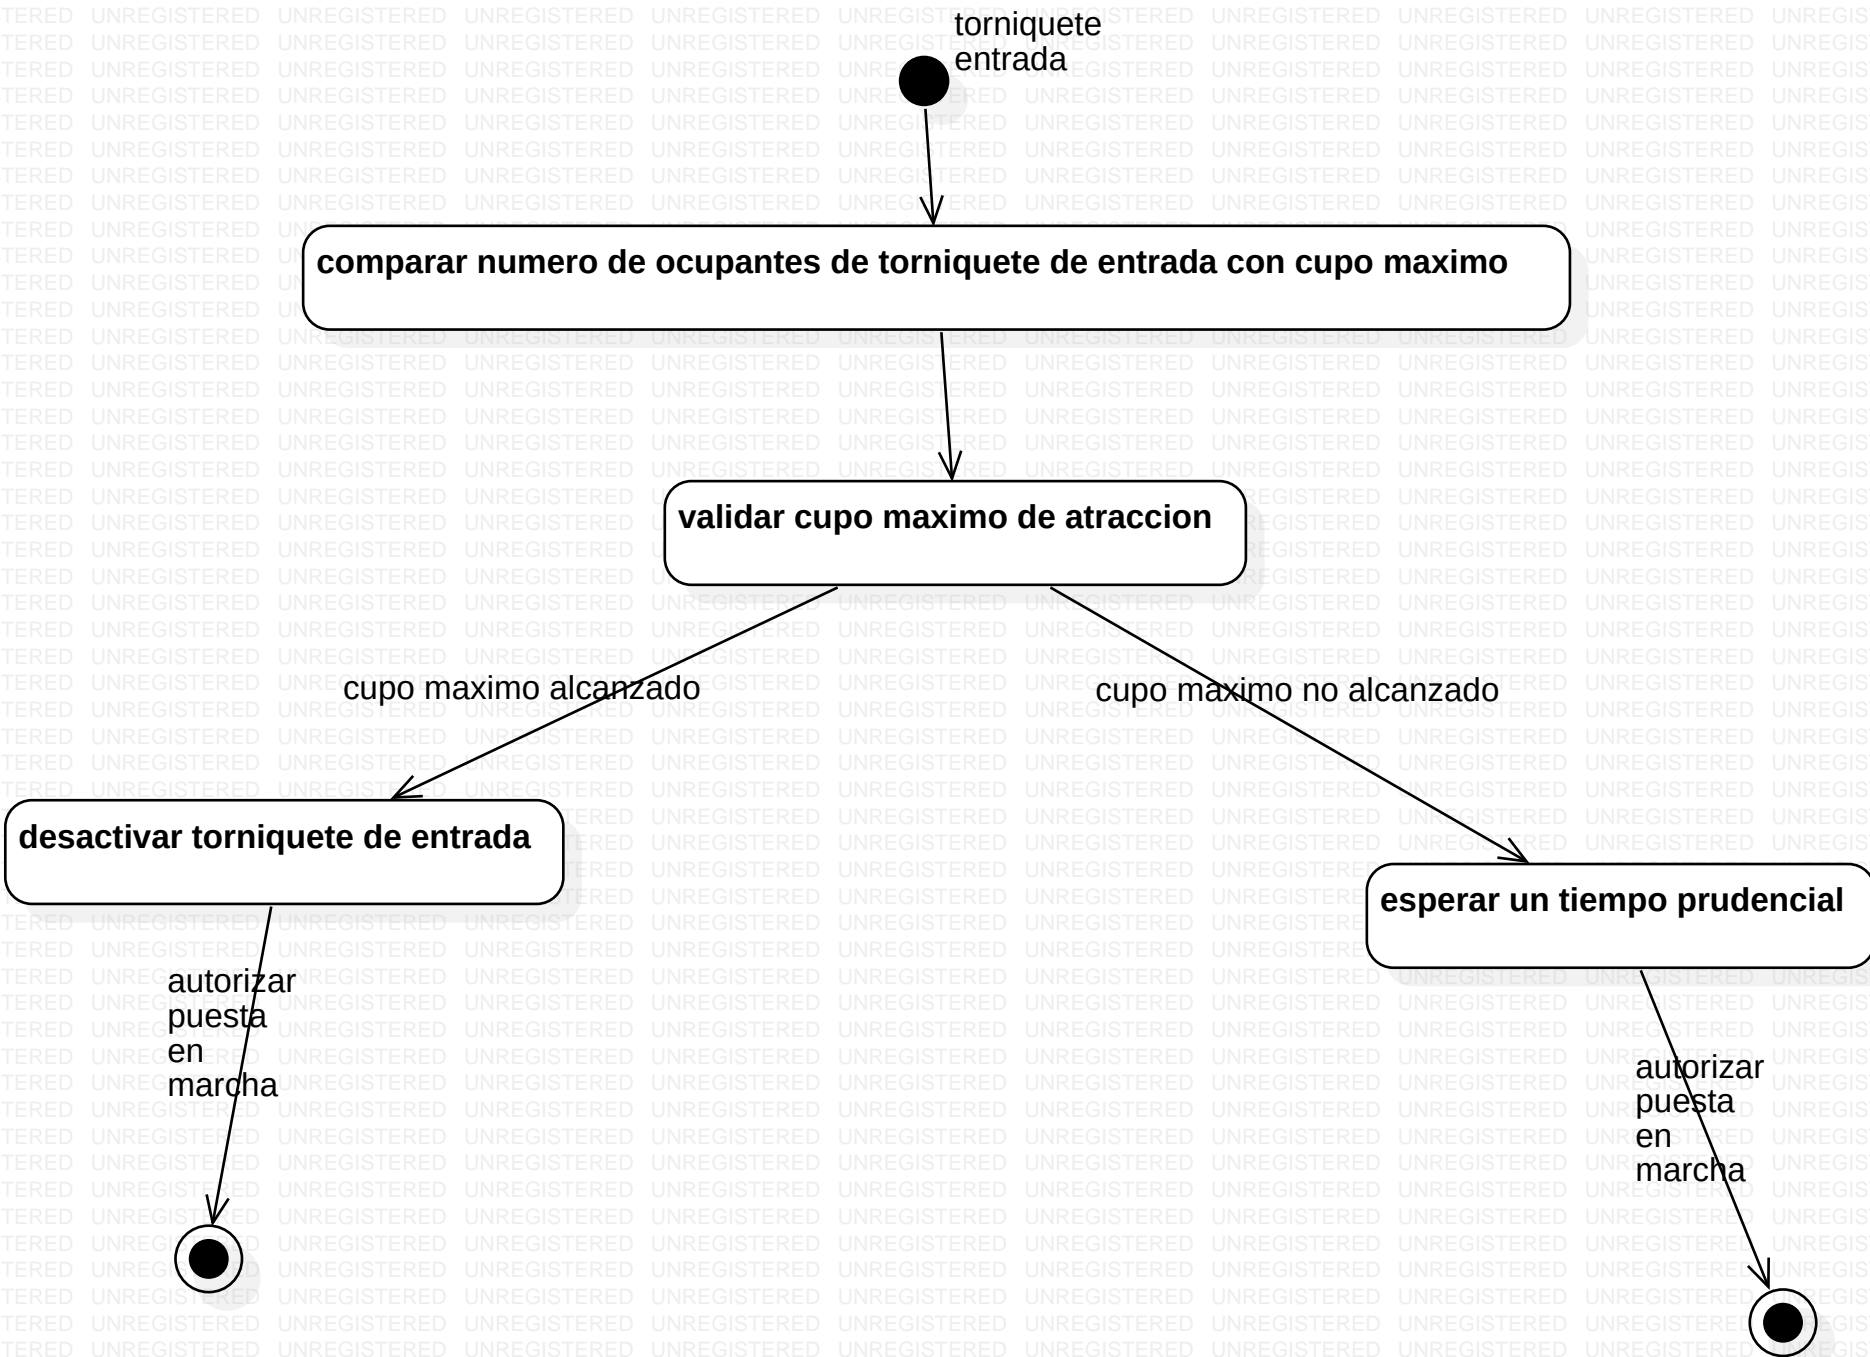 torniquete
entrada
comparar numero de ocupantes de torniquete de entrada con cupo maximo
validar cupo maximo de atraccion
cupo maximo alcanzado
cupo maximo no alcanzado
desactivar torniquete de entrada
esperar un tiempo prudencial
autorizar
puesta
en
marcha
autorizar
puesta
en
marcha
UNREGISTERED